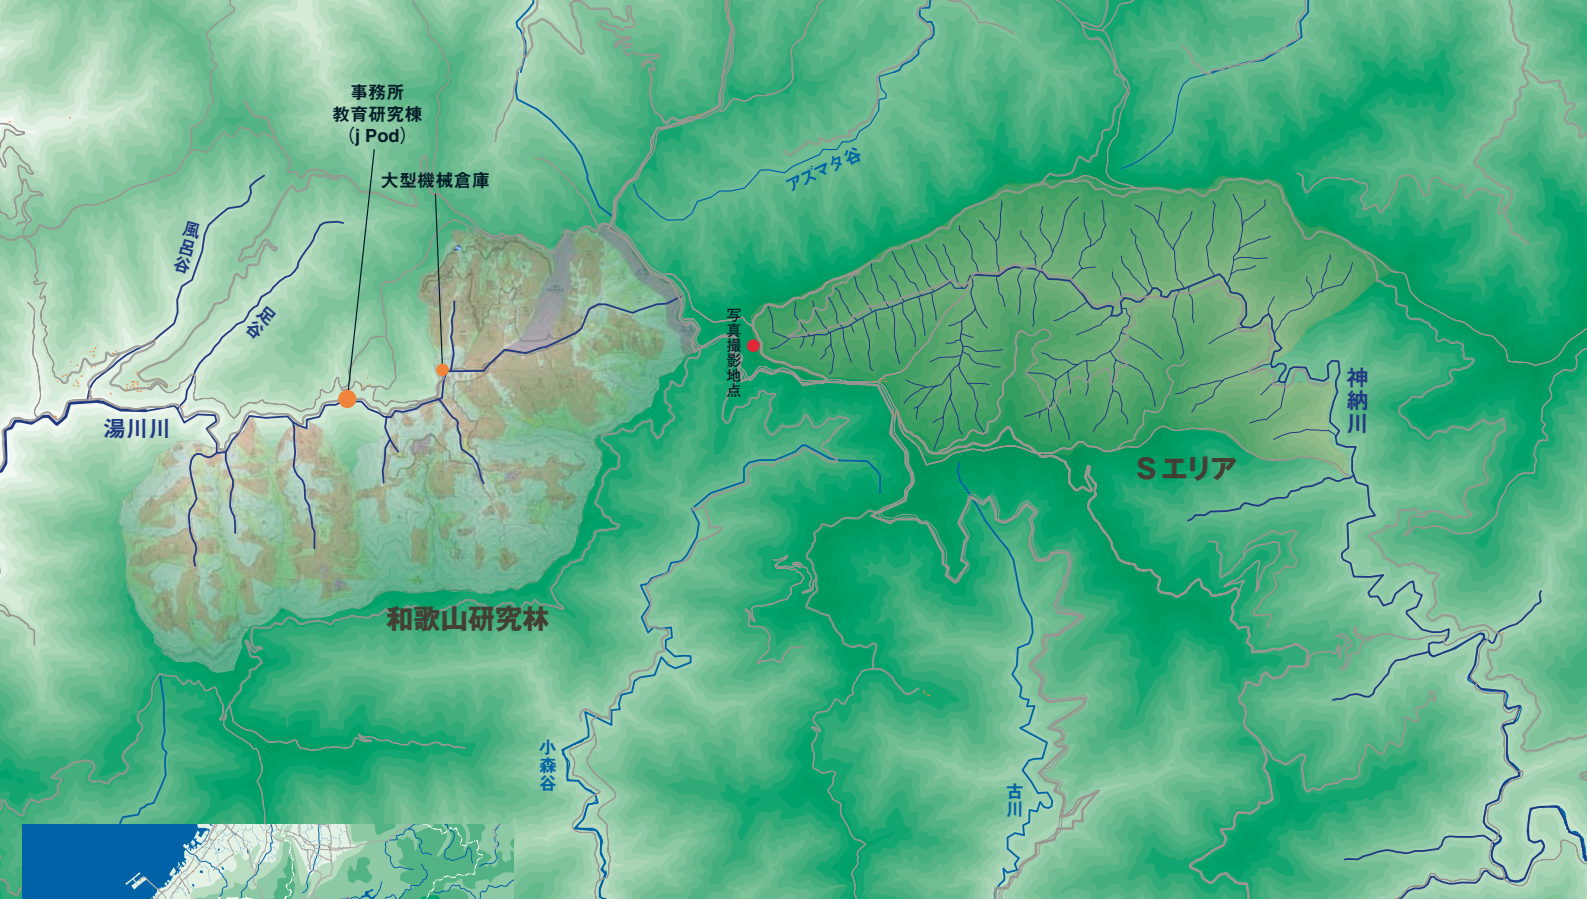 事務所
教育研究棟
（j Pod）
大型機械倉庫
アズマタ谷
風呂谷
足谷
写真撮影地点
湯川川
神納川
Sエリア
和歌山研究林
小森谷
古川